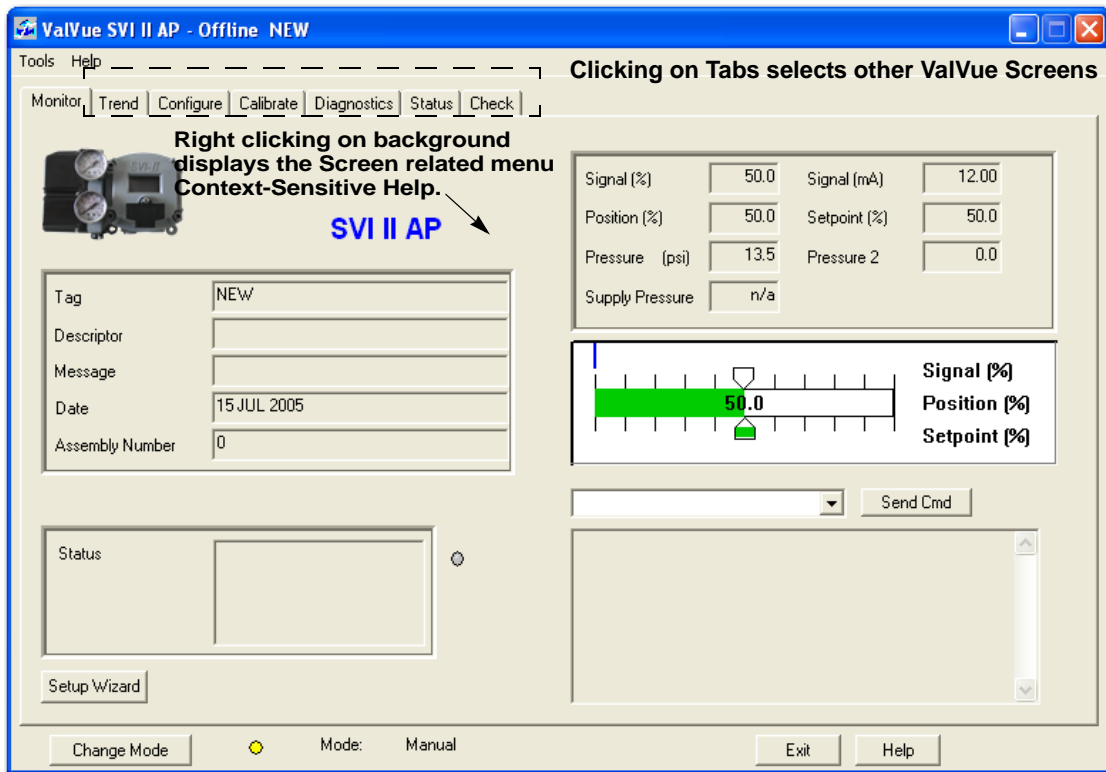 ValVue SVI II AP - Offline NEW
Tools Help
Clicking on Tabs selects other ValVue Screens
Monitor Trend Configure Calibrate Diagnostics Status Check
Right clicking on background
displays the Screen related menu
Context-Sensitive Help.
SVI-II
SVI II AP
Signal (%) 50.0 Signal (mA) 12.00
Position (%) 50.0 Setpoint (%) 50.0
Pressure (psi) 13.5 Pressure 2 0.0
Supply Pressure n/a
Tag NEW
Descriptor
Message
Date 15 JUL 2005
Assembly Number 0
Signal (%)
50.0 Position (%)
Setpoint (%)
Send Cmd
Status
Setup Wizard
Change Mode Mode: Manual Exit Help